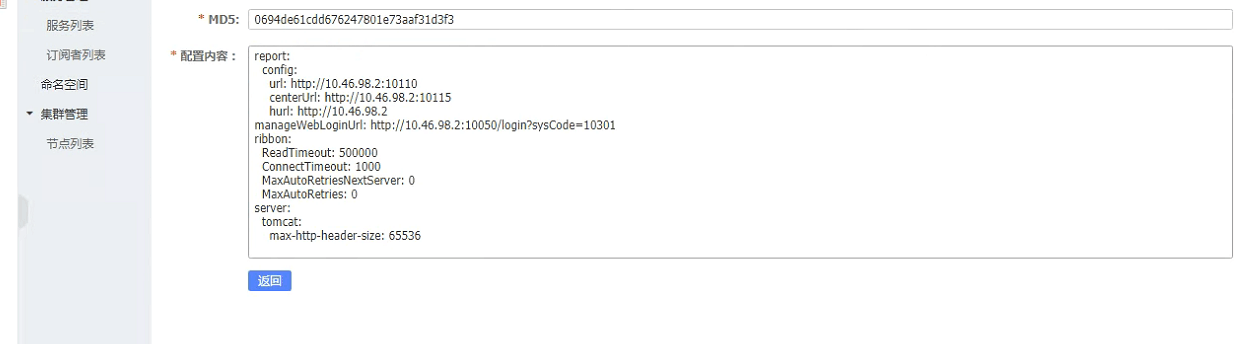 服务列表
订阅者列表
命名空间
集群管理
节点列表
* MD5: 0694de61cdd676247801e73aaf31d3f3
* 配置内容：
report:
  config:
    url: http://10.46.98.2:10110
    centerUrl: http://10.46.98.2:10115
    hurl: http://10.46.98.2
manageWebLoginUrl: http://10.46.98.2:10050/login?sysCode=10301
ribbon:
  ReadTimeout: 500000
  ConnectTimeout: 1000
  MaxAutoRetriesNextServer: 0
  MaxAutoRetries: 0
server:
  tomcat:
    max-http-header-size: 65536
返回